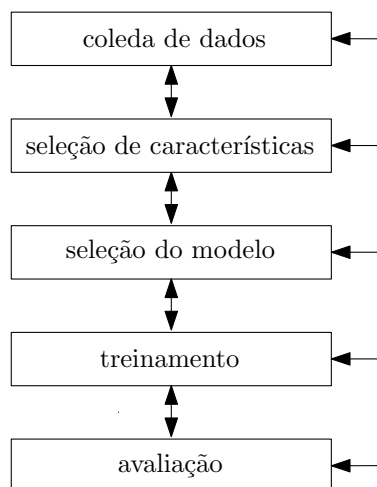 coleda de dados
seleção de características
seleção do modelo
treinamento
avaliação